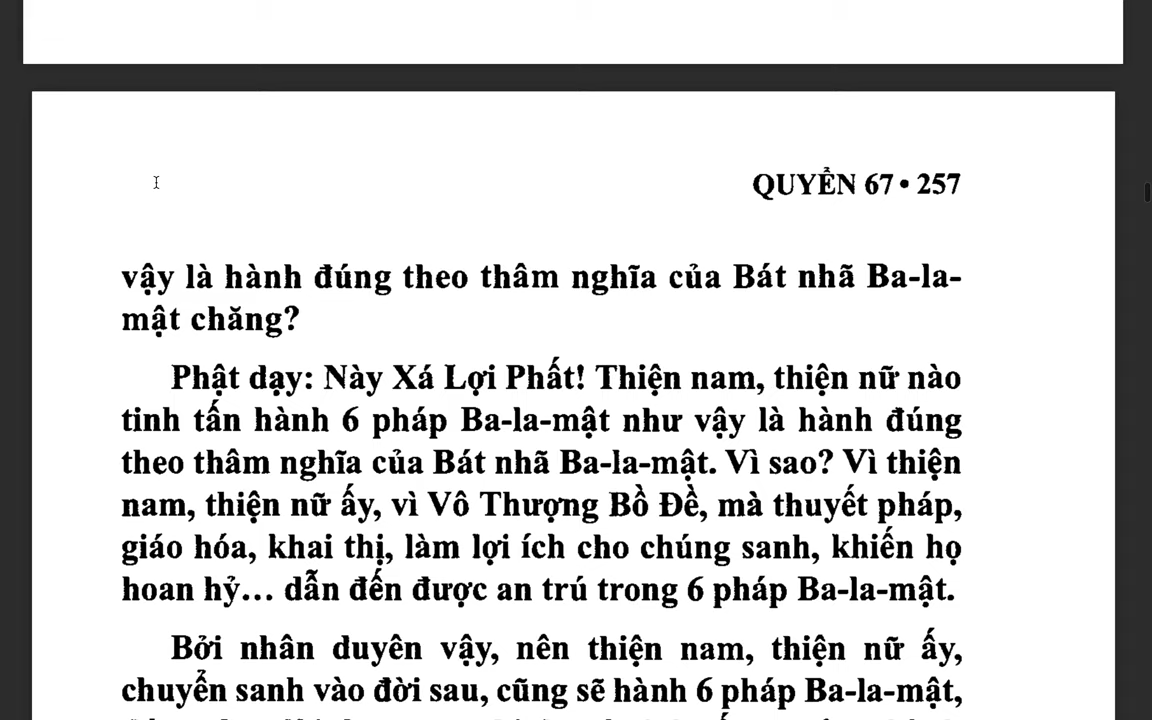 QUYỂN 67 • 257
vậy là hành đúng theo thâm nghĩa của Bát nhã Ba-la-
mật chăng?
Phật dạy: Này Xá Lợi Phất! Thiện nam, thiện nữ nào
tinh tấn hành 6 pháp Ba-la-mật như vậy là hành đúng
theo thâm nghĩa của Bát nhã Ba-la-mật. Vì sao? Vì thiện
nam, thiện nữ ấy, vì Vô Thượng Bồ Đề, mà thuyết pháp,
giáo hóa, khai thị, làm lợi ích cho chúng sanh, khiến họ
hoan hỷ... dẫn đến được an trú trong 6 pháp Ba-la-mật.
Bởi nhân duyên vậy, nên thiện nam, thiện nữ ấy,
chuyển sanh vào đời sau, cũng sẽ hành 6 pháp Ba-la-mật,